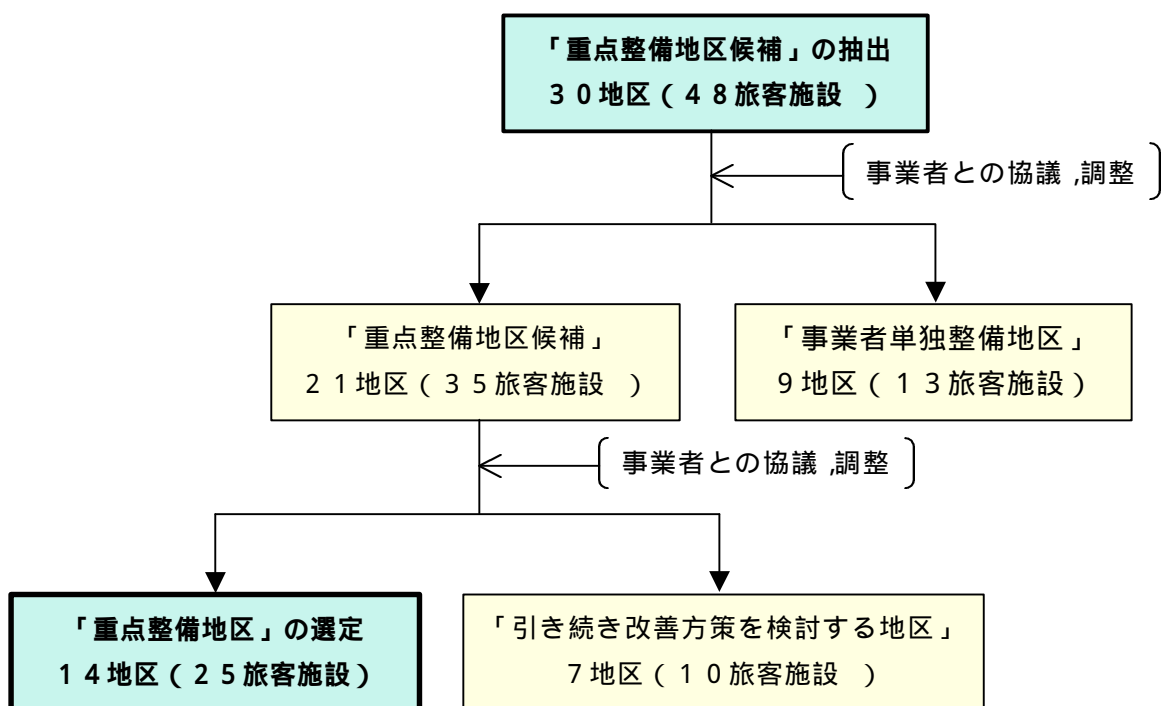 「重点整備地区候補」の抽出
30地区(48旅客施設 )
事業者との協議,調整
「重点整備地区候補」
21地区(35旅客施設 )
「事業者単独整備地区」
9地区(13旅客施設)
事業者との協議,調整
「重点整備地区」の選定
14地区(25旅客施設)
「引き続き改善方策を検討する地区」
7地区(10旅客施設 )